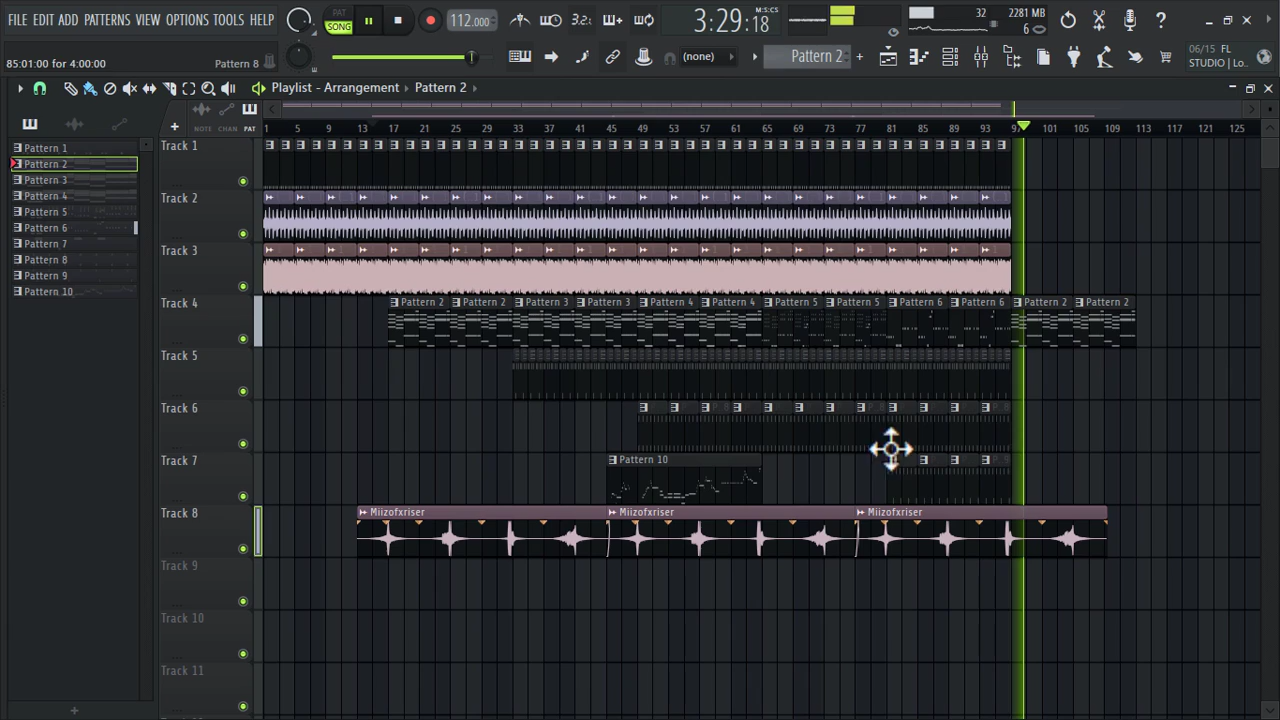 FILE EDIT ADD PATTERNS VIEW OPTIONS TOOLS HELP
PAT
SONG
112.000
3:29:18
M:S:CS
32
2281 MB
6
85:01:00 for 4:00:00
Pattern 8
(none)
Pattern 2
06/15 FL
STUDIO | Lo..
Playlist - Arrangement
Pattern 2
NOTE CHAN PAT
1 5 9 13 17 21 25 29 33 37 41 45 49 53 57 61 65 69 73 77 81 85 89 93 97 101 105 109 113 117 121 125
Pattern 1
Pattern 2
Pattern 3
Pattern 4
Pattern 5
Pattern 6
Pattern 7
Pattern 8
Pattern 9
Pattern 10
Track 1
Track 2
Track 3
Track 4
Pattern 2 Pattern 2 Pattern 3 Pattern 3 Pattern 4 Pattern 4 Pattern 5 Pattern 5 Pattern 6 Pattern 6 Pattern 2 Pattern 2
Track 5
Track 6
Track 7
Pattern 10
Track 8
Miizofxriser Miizofxriser Miizofxriser
Track 9
Track 10
Track 11